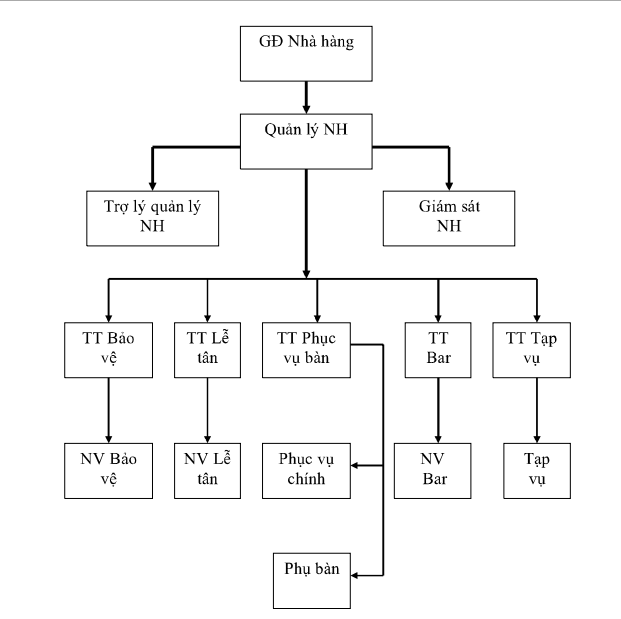 GĐ Nhà hàng
Quản lý NH
Trợ lý quản lý
NH
Giám sát
NH
TT Bảo
vệ
TT Lễ
tân
TT Phục
vụ bàn
TT
Bar
TT Tạp
vụ
NV Bảo
vệ
NV Lễ
tân
Phục vụ
chính
NV
Bar
Tạp
vụ
Phụ bàn